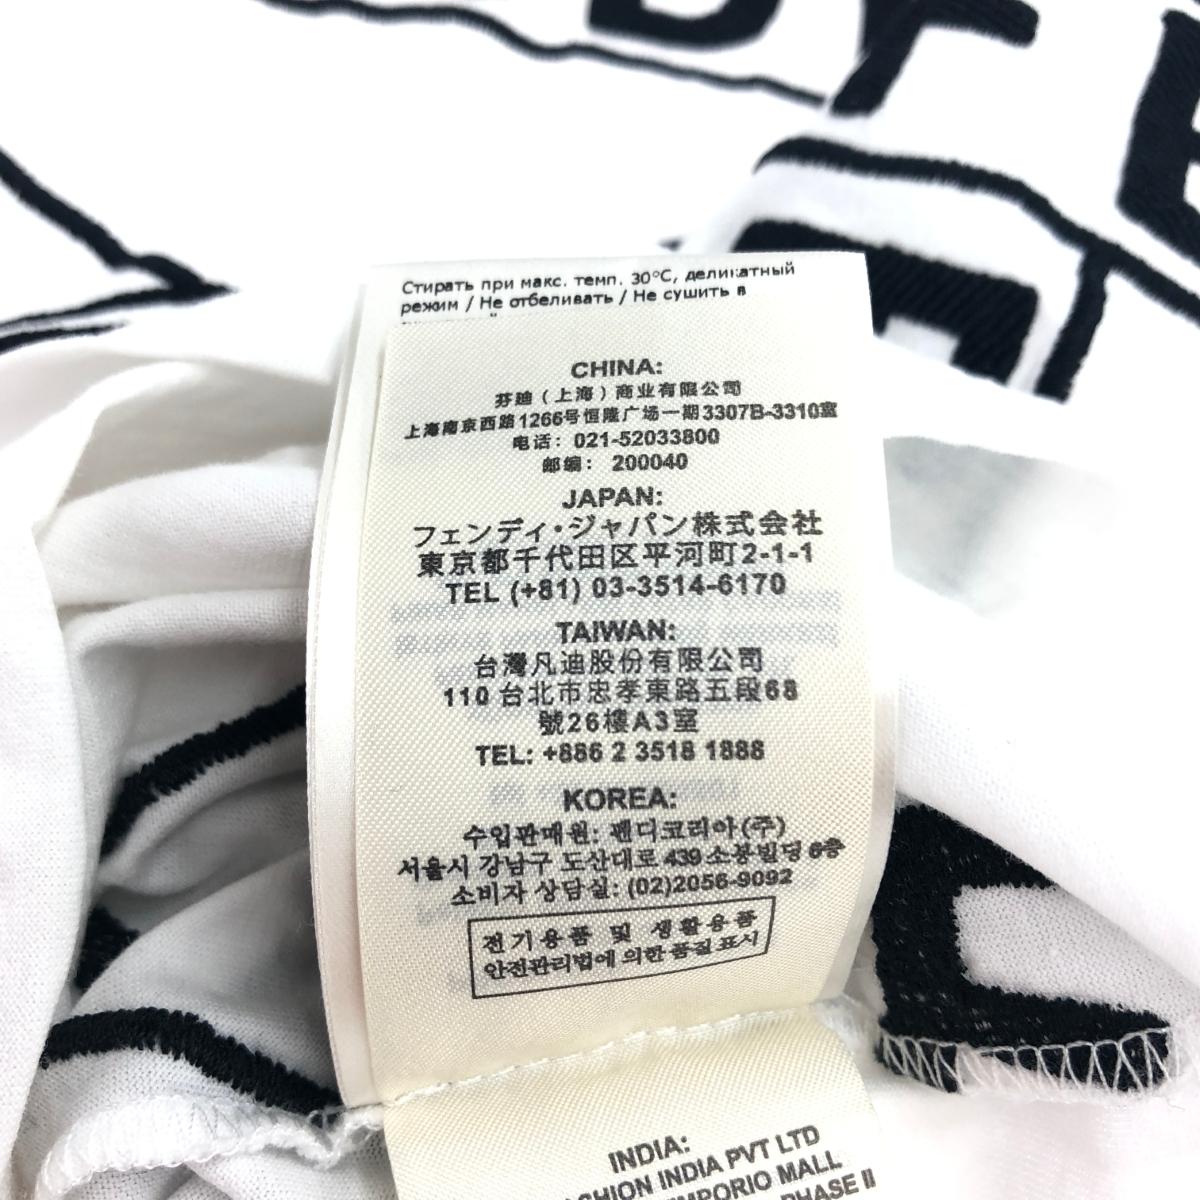 Стирать при макс. темп. 30°C, деликатный
режим / Не отбеливать / Не сушить в
CHINA:
芬迪（上海）商业有限公司
上海南京西路1266号恒隆广场一期3307B-3310室
电话：021-52033800
邮编：200040
JAPAN:
フェンディ・ジャパン株式会社
東京都千代田区平河町2-1-1
TEL (+81) 03-3514-6170
TAIWAN:
台灣凡迪股份有限公司
110 台北市忠孝東路五段68
號26樓A3室
TEL: +886 2 3518 1888
KOREA:
수입판매원: 펜디코리아(주)
서울시 강남구 도산대로 439 소봉빌딩 6층
소비자 상담실: (02)2056-9092
전기용품 및 생활용품
안전관리법에 의한 품질표시
INDIA:
FASHION INDIA PVT LTD
EMPORIO MALL
PHASE II